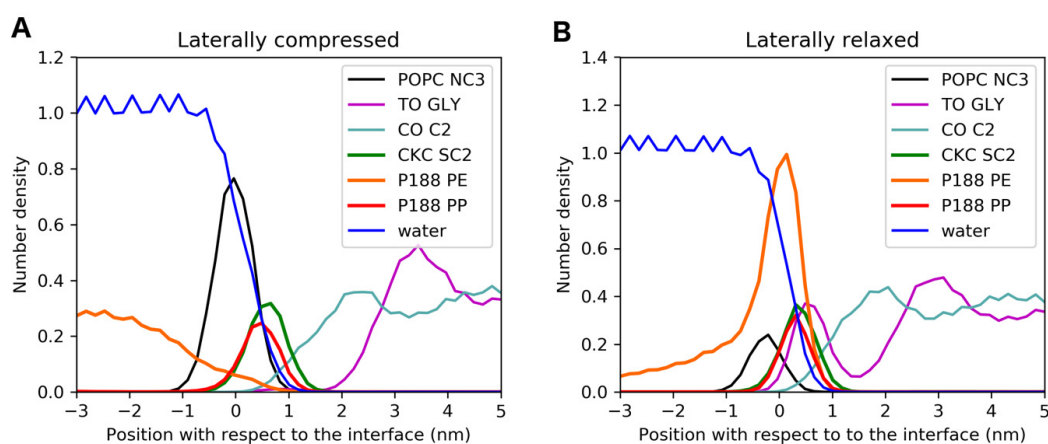 A
Laterally compressed
1.2
1.0
0.8
0.6
0.4
0.2
0.0
Number density
POPC NC3
TO GLY
CO C2
CKC SC2
P188 PE
P188 PP
water
−3 −2 −1 0 1 2 3 4 5
Position with respect to the interface (nm)
B
Laterally relaxed
1.4
1.2
1.0
0.8
0.6
0.4
0.2
0.0
Number density
POPC NC3
TO GLY
CO C2
CKC SC2
P188 PE
P188 PP
water
−3 −2 −1 0 1 2 3 4 5
Position with respect to to the interface (nm)